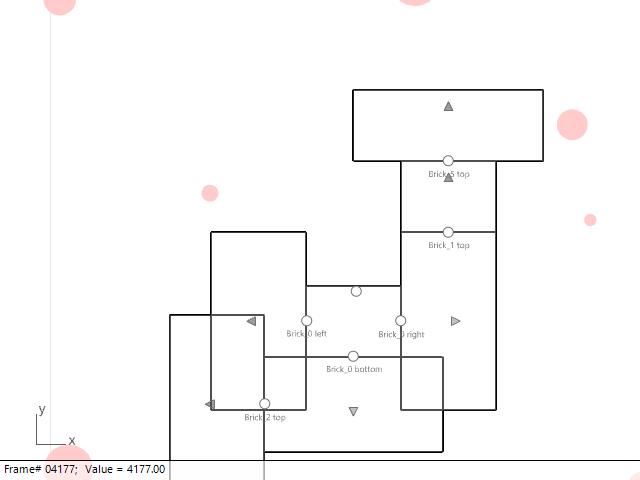 Brick_5 top
Brick_1 top
Brick_0 left
Brick_0 right
Brick_0 bottom
Brick_2 top
y
x
Frame# 04177; Value = 4177.00